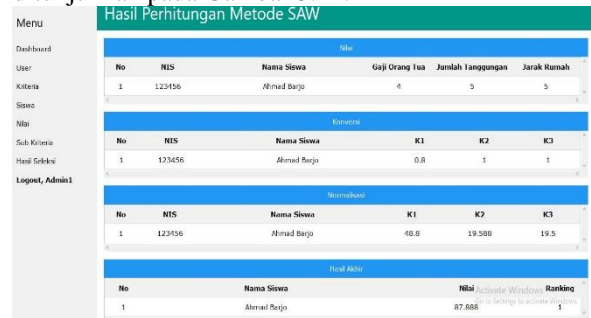 Hasil Perhitungan Metode SAW
Menu
Dashboard
User
Kriteria
Siswa
Nilai
Sub Kriteria
Hasil Seleksi
Logout, Admin1
Nilai
No NIS Nama Siswa Gaji Orang Tua Jumlah Tanggungan Jarak Rumah
1 123456 Ahmad Barjo 4 5 5
Konversi
No NIS Nama Siswa K1 K2 K3
1 123456 Ahmad Barjo 0.8 1 1
Normalisasi
No NIS Nama Siswa K1 K2 K3
1 123456 Ahmad Barjo 48.8 19.588 19.5
Hasil Akhir
No Nama Siswa Nilai Ranking
1 Ahmad Barjo 87.888 1
Activate Windows
Go to Settings to activate Windows.